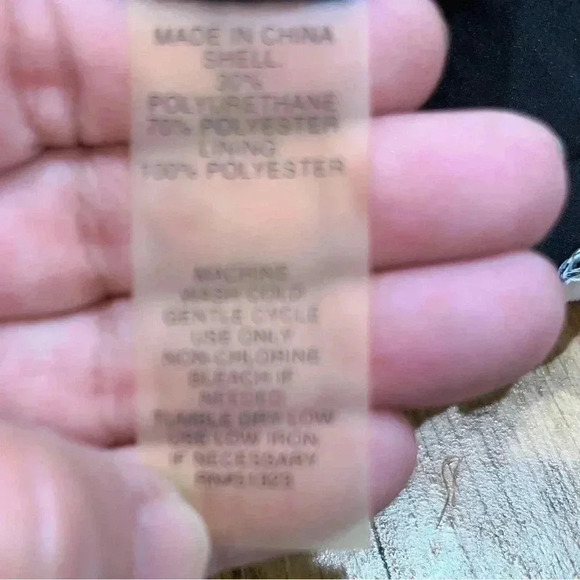 MADE IN CHINA
SHELL:
30%
POLYURETHANE
70% POLYESTER
LINING:
100% POLYESTER
MACHINE
WASH COLD
GENTLE CYCLE
USE ONLY
NON-CHLORINE
BLEACH IF
NEEDED
TUMBLE DRY LOW
USE LOW IRON
IF NECESSARY